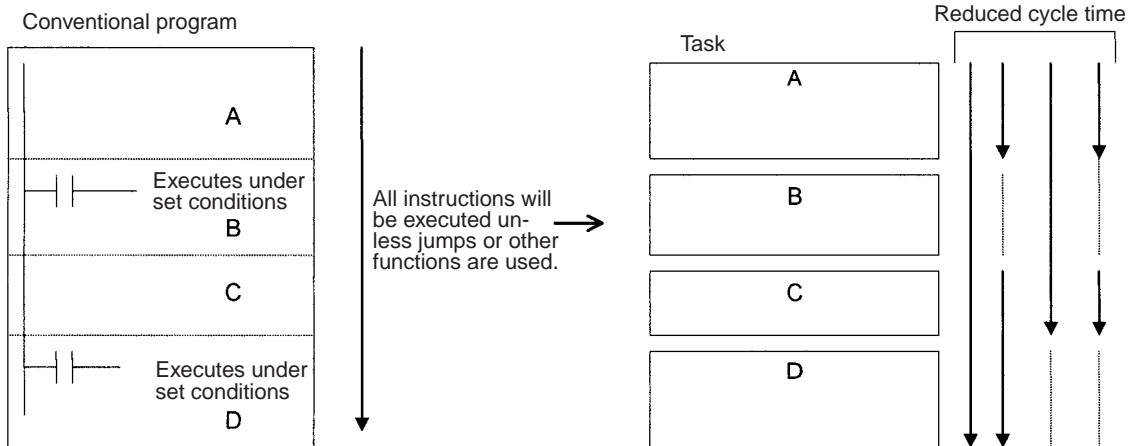 Conventional program
A
Executes under
set conditions
B
C
Executes under
set conditions
D
All instructions will
be executed un-
less jumps or other
functions are used.
Task
A
B
C
D
Reduced cycle time